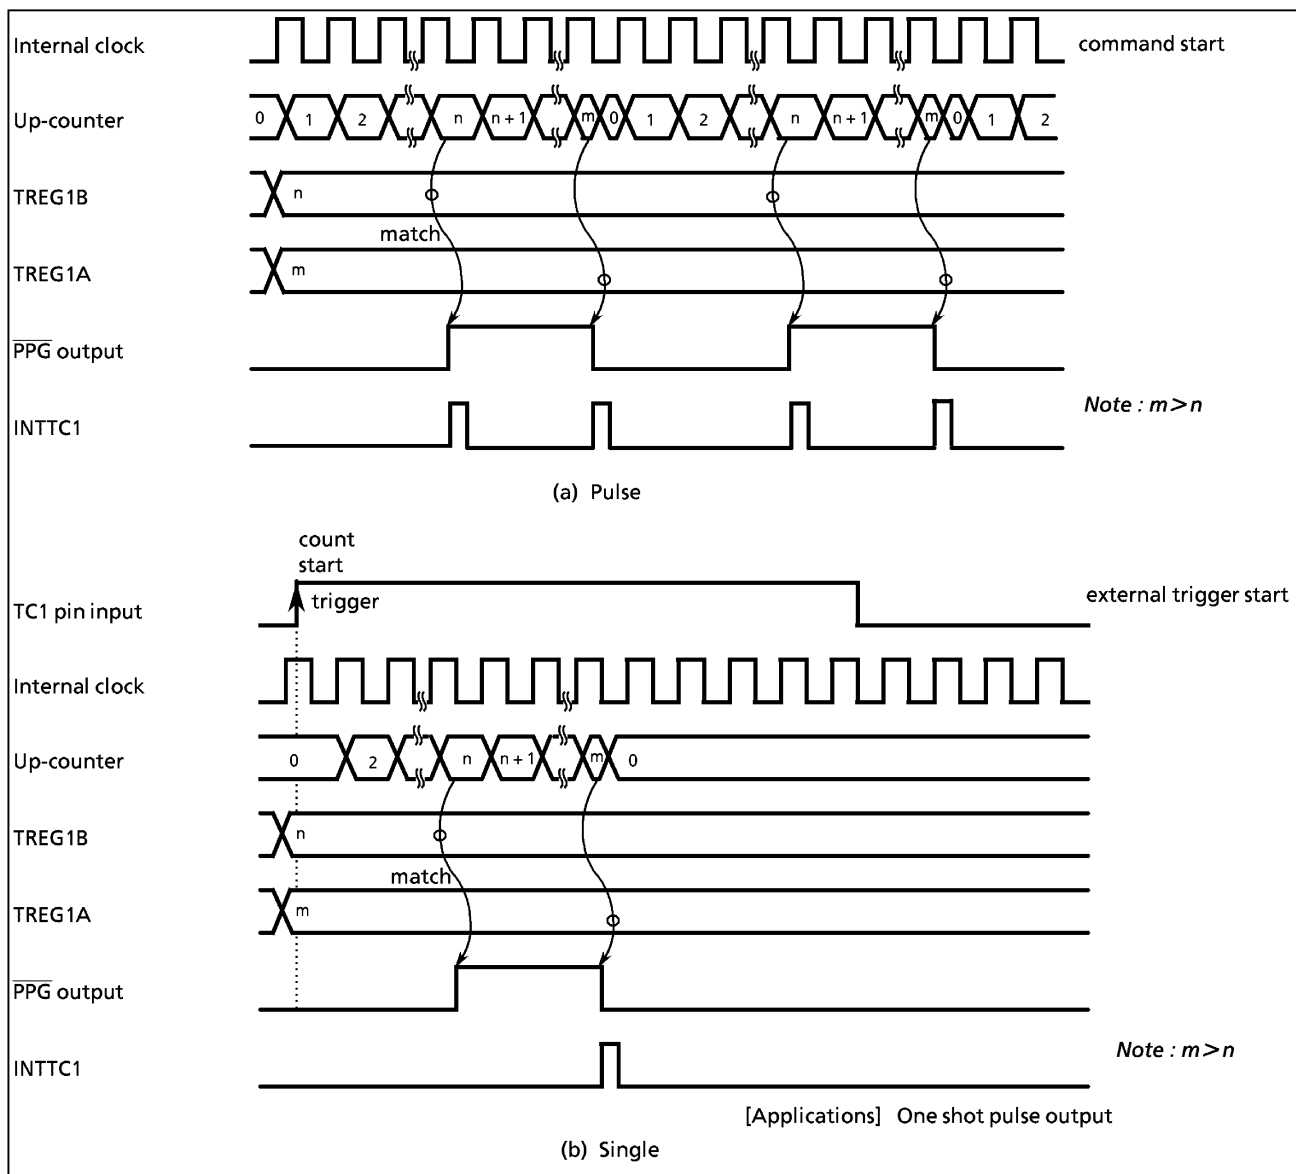 Internal clock
command start
Up-counter
0 1 2 n n + 1 m 0 1 2 n n + 1 m 0 1 2
TREG1B
n
match
TREG1A
m
PPG output
Note : m>n
INTTC1
(a) Pulse
count
start
trigger
TC1 pin input
external trigger start
Internal clock
Up-counter
0 2 n n + 1 m 0
TREG1B
n
match
TREG1A
m
PPG output
Note : m>n
INTTC1
[Applications] One shot pulse output
(b) Single